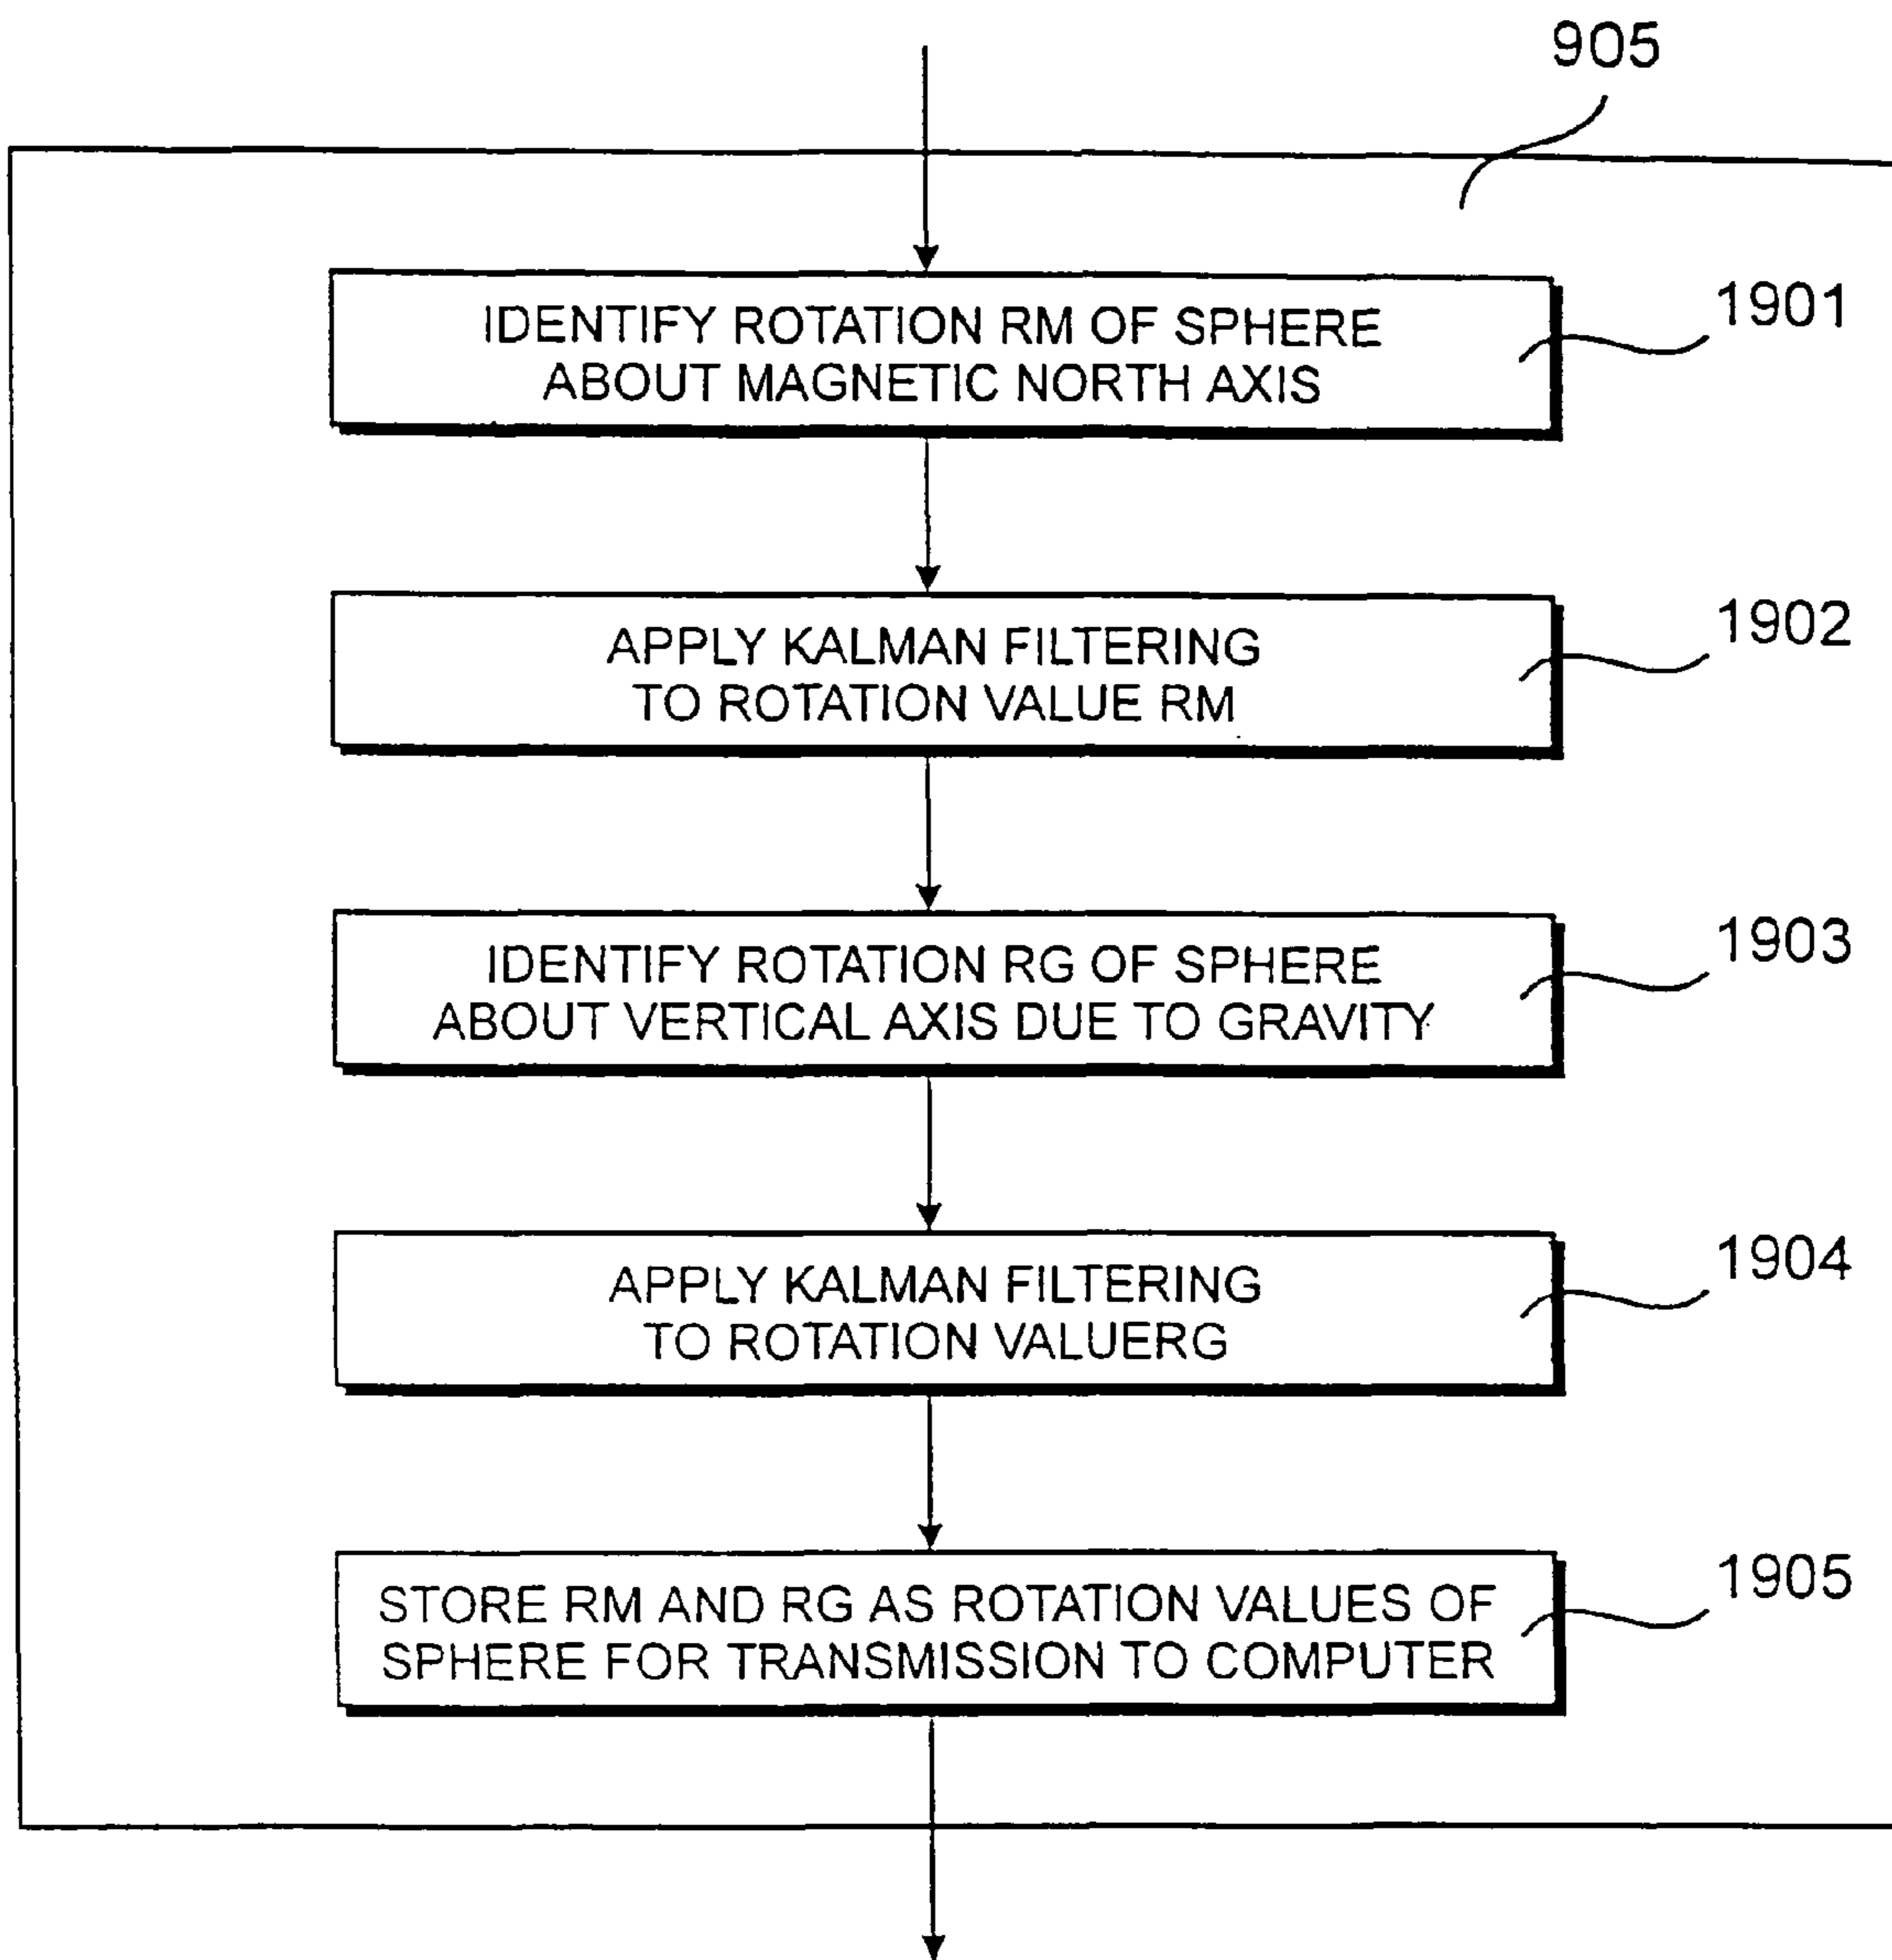 905
IDENTIFY ROTATION RM OF SPHERE
ABOUT MAGNETIC NORTH AXIS
1901
APPLY KALMAN FILTERING
TO ROTATION VALUE RM
1902
IDENTIFY ROTATION RG OF SPHERE
ABOUT VERTICAL AXIS DUE TO GRAVITY
1903
APPLY KALMAN FILTERING
TO ROTATION VALUERG
1904
STORE RM AND RG AS ROTATION VALUES OF
SPHERE FOR TRANSMISSION TO COMPUTER
1905